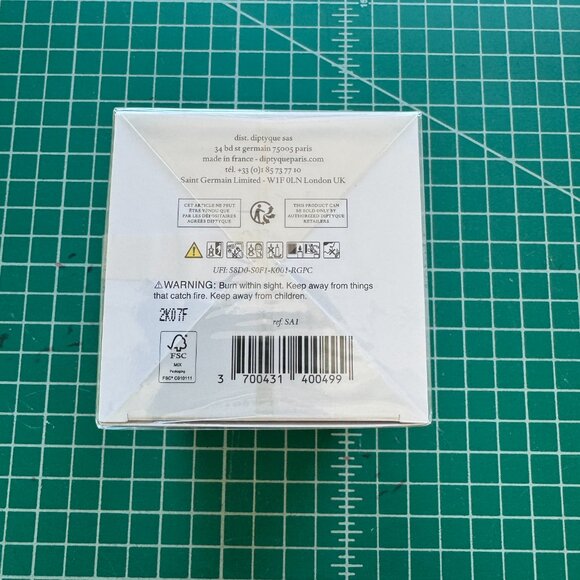 dist. diptyque sas
34 bd st germain 75005 paris
made in france - diptyqueparis.com
tél. +33 (0)1 85 73 77 10
Saint Germain Limited - W1F 0LN London UK
CET ARTICLE NE PEUT
ÊTRE VENDU QUE
PAR LES DÉPOSITAIRES
AGRÉÉS DIPTYQUE
THIS PRODUCT CAN
BE SOLD ONLY BY
AUTHORIZED DIPTYQUE
RETAILERS.
UFI: S8D0-S0F1-K001-RGPC
⚠WARNING: Burn within sight. Keep away from things
that catch fire. Keep away from children.
2K07F
ref. SA1
FSC
MIX
Packaging
FSC® C018111
3 700431 400499